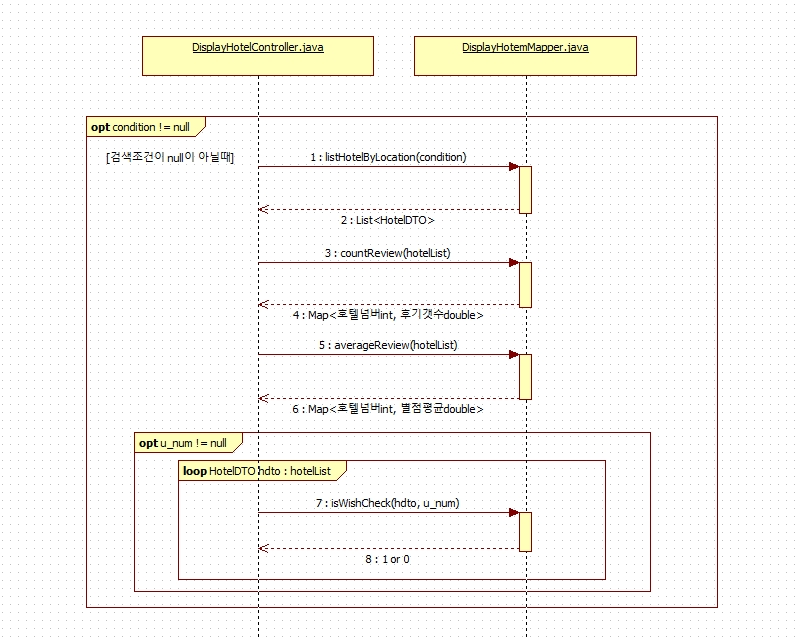 DisplayHotelController.java
DisplayHotemMapper.java
opt condition != null
[검색조건이 null이 아닐때]
1 : listHotelByLocation(condition)
2 : List<HotelDTO>
3 : countReview(hotelList)
4 : Map<호텔넘버int, 후기갯수double>
5 : averageReview(hotelList)
6 : Map<호텔넘버int, 별점평균double>
opt u_num != null
loop HotelDTO hdto : hotelList
7 : isWishCheck(hdto, u_num)
8 : 1 or 0